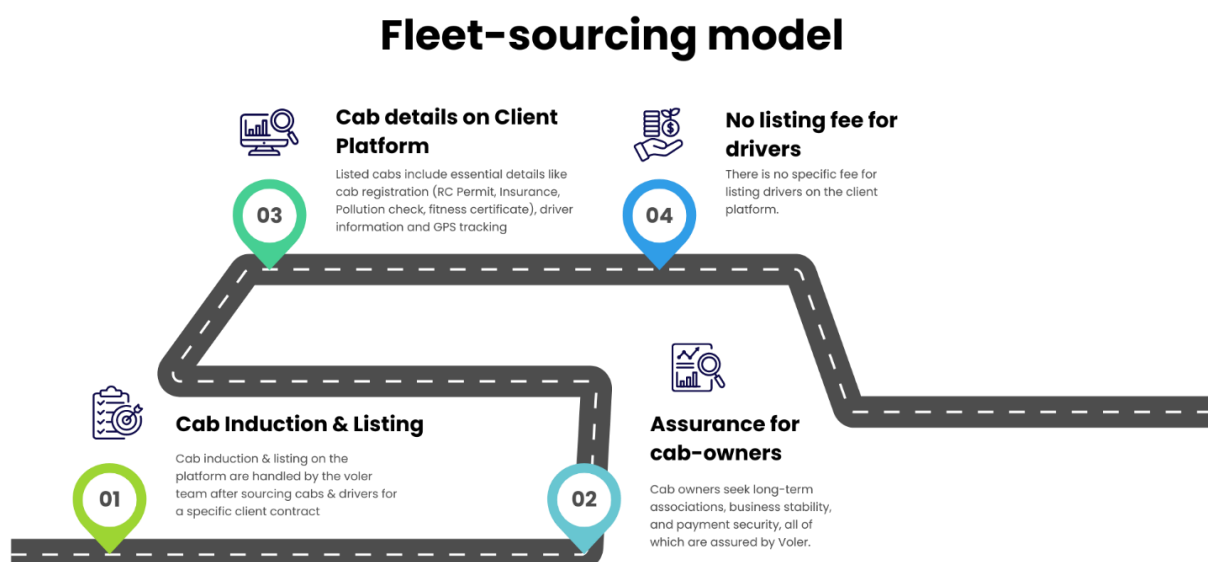 Fleet-sourcing model
01
Cab Induction & Listing
Cab induction & listing on the
platform are handled by the voler
team after sourcing cabs & drivers for
a specific client contract
02
Assurance for
cab-owners
Cab owners seek long-term
associations, business stability,
and payment security, all of
which are assured by Voler.
03
Cab details on Client
Platform
Listed cabs include essential details like
cab registration (RC Permit, Insurance,
Pollution check, fitness certificate), driver
information and GPS tracking
04
No listing fee for
drivers
There is no specific fee for
listing drivers on the client
platform.